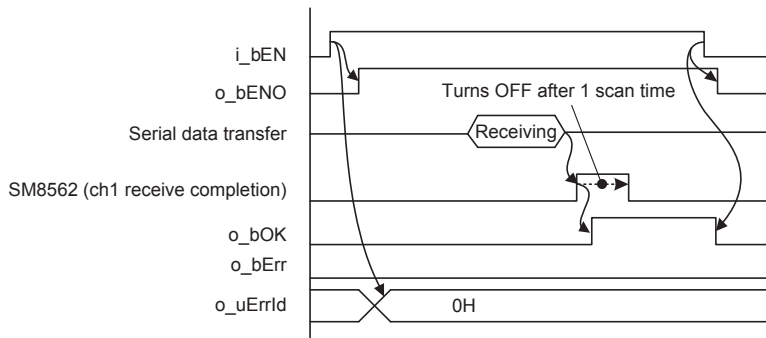 i_bEN
o_bENO
Turns OFF after 1 scan time
Serial data transfer
Receiving
SM8562 (ch1 receive completion)
o_bOK
o_bErr
o_uErrId
0H